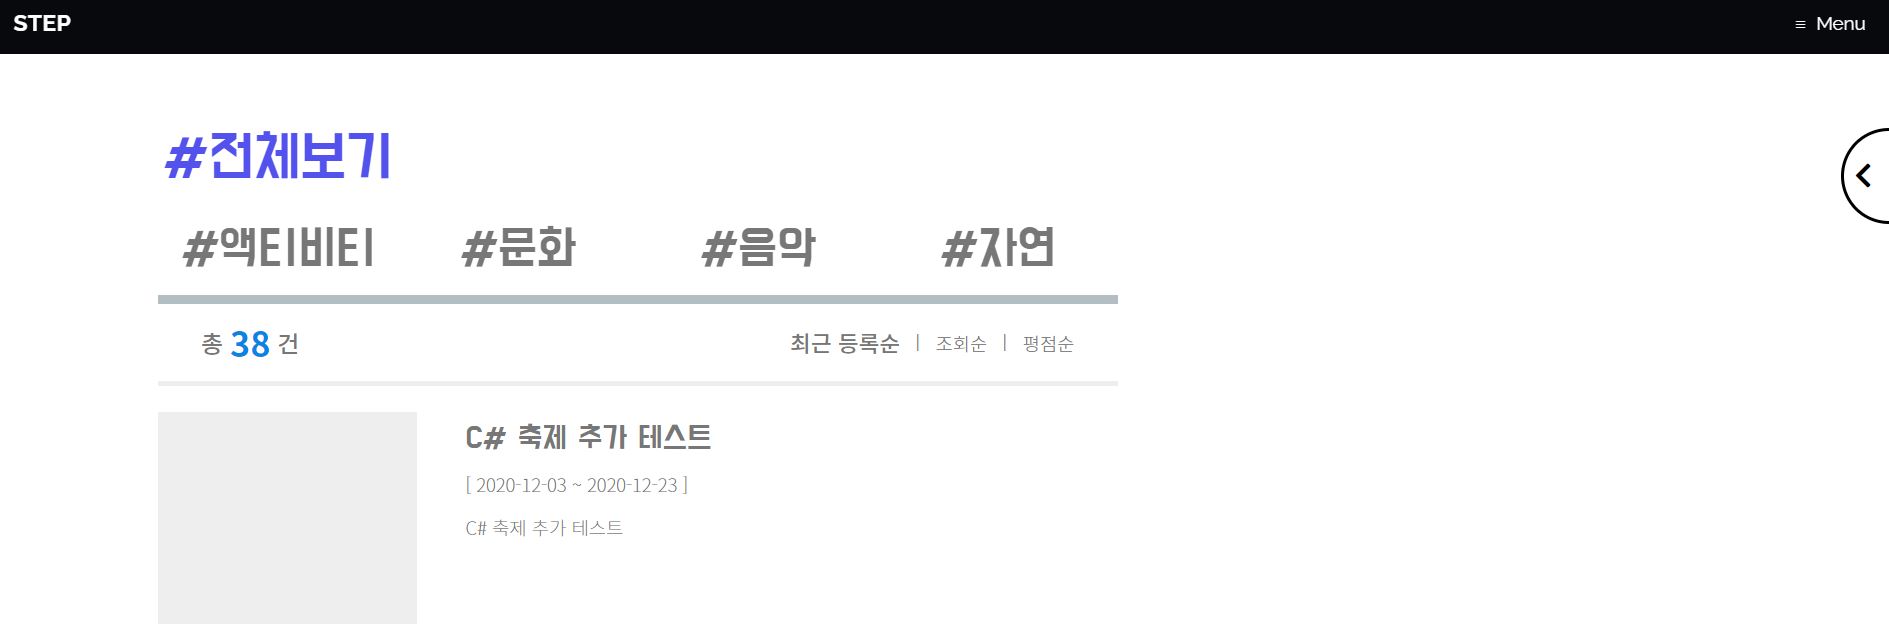 STEP
≡ Menu
#전체보기
#액티비티 #문화 #음악 #자연
총 38 건
최근 등록순 | 조회순 | 평점순
C# 축제 추가 테스트
[ 2020-12-03 ~ 2020-12-23 ]
C# 축제 추가 테스트